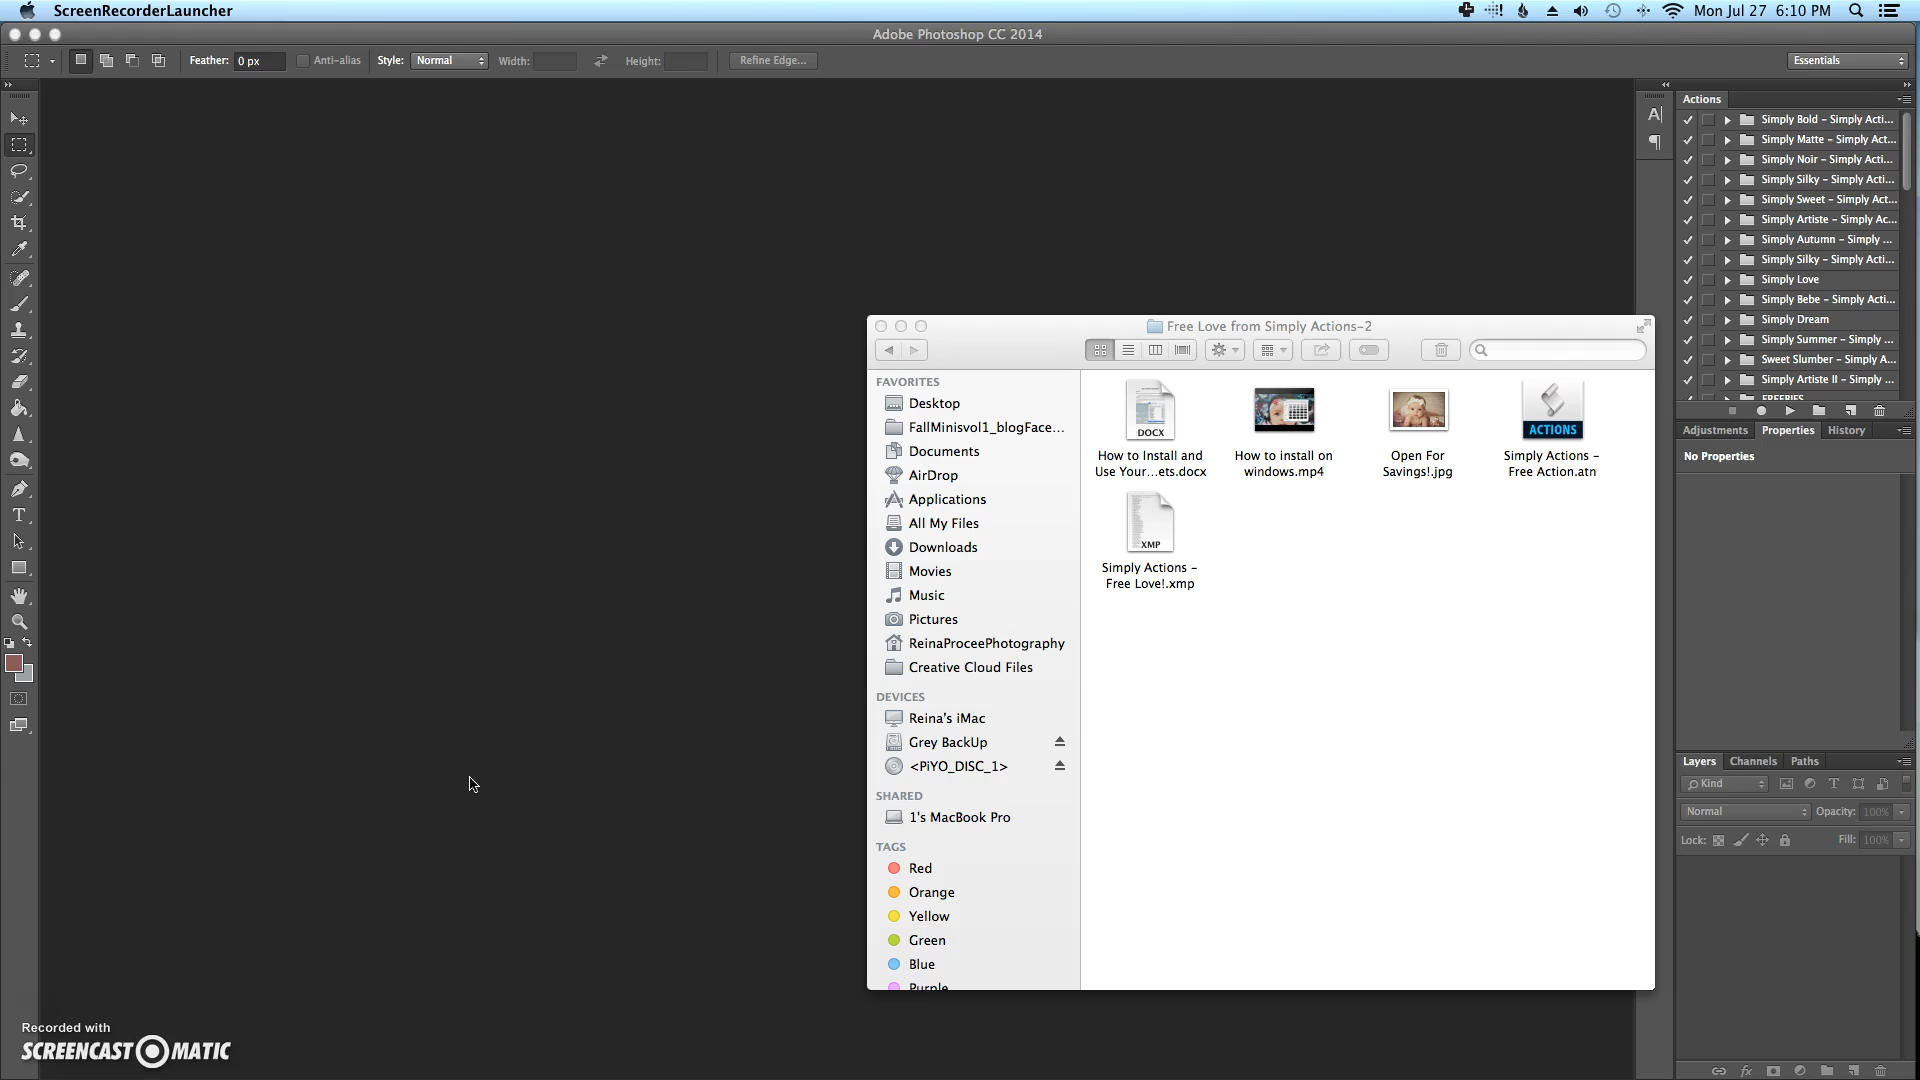 ScreenRecorderLauncher
Mon Jul 27 6:10 PM
Adobe Photoshop CC 2014
Feather: 0 px
Anti-alias
Style: Normal
Width:
Height:
Refine Edge...
Essentials
Actions
Simply Bold - Simply Acti...
Simply Matte - Simply Act...
Simply Noir - Simply Acti...
Simply Silky - Simply Acti...
Simply Sweet - Simply Act...
Simply Artiste - Simply Ac...
Simply Autumn - Simply ...
Simply Silky - Simply Acti...
Simply Love
Simply Bebe - Simply Acti...
Simply Dream
Simply Summer - Simply ...
Sweet Slumber - Simply A...
Simply Artiste II - Simply ...
FREEBIES
Adjustments Properties History
No Properties
Layers Channels Paths
Kind
Normal Opacity: 100%
Lock: Fill: 100%
Free Love from Simply Actions-2
FAVORITES
Desktop
FallMinisvol1_blogFace...
Documents
AirDrop
Applications
All My Files
Downloads
Movies
Music
Pictures
ReinaProceePhotography
Creative Cloud Files
DEVICES
Reina's iMac
Grey BackUp
<PiYO_DISC_1>
SHARED
1's MacBook Pro
TAGS
Red
Orange
Yellow
Green
Blue
Purple
DOCX
How to Install and
Use Your...ets.docx
How to install on
windows.mp4
Open For
Savings!.jpg
ACTIONS
Simply Actions -
Free Action.atn
XMP
Simply Actions -
Free Love!.xmp
Recorded with
SCREENCAST-O-MATIC